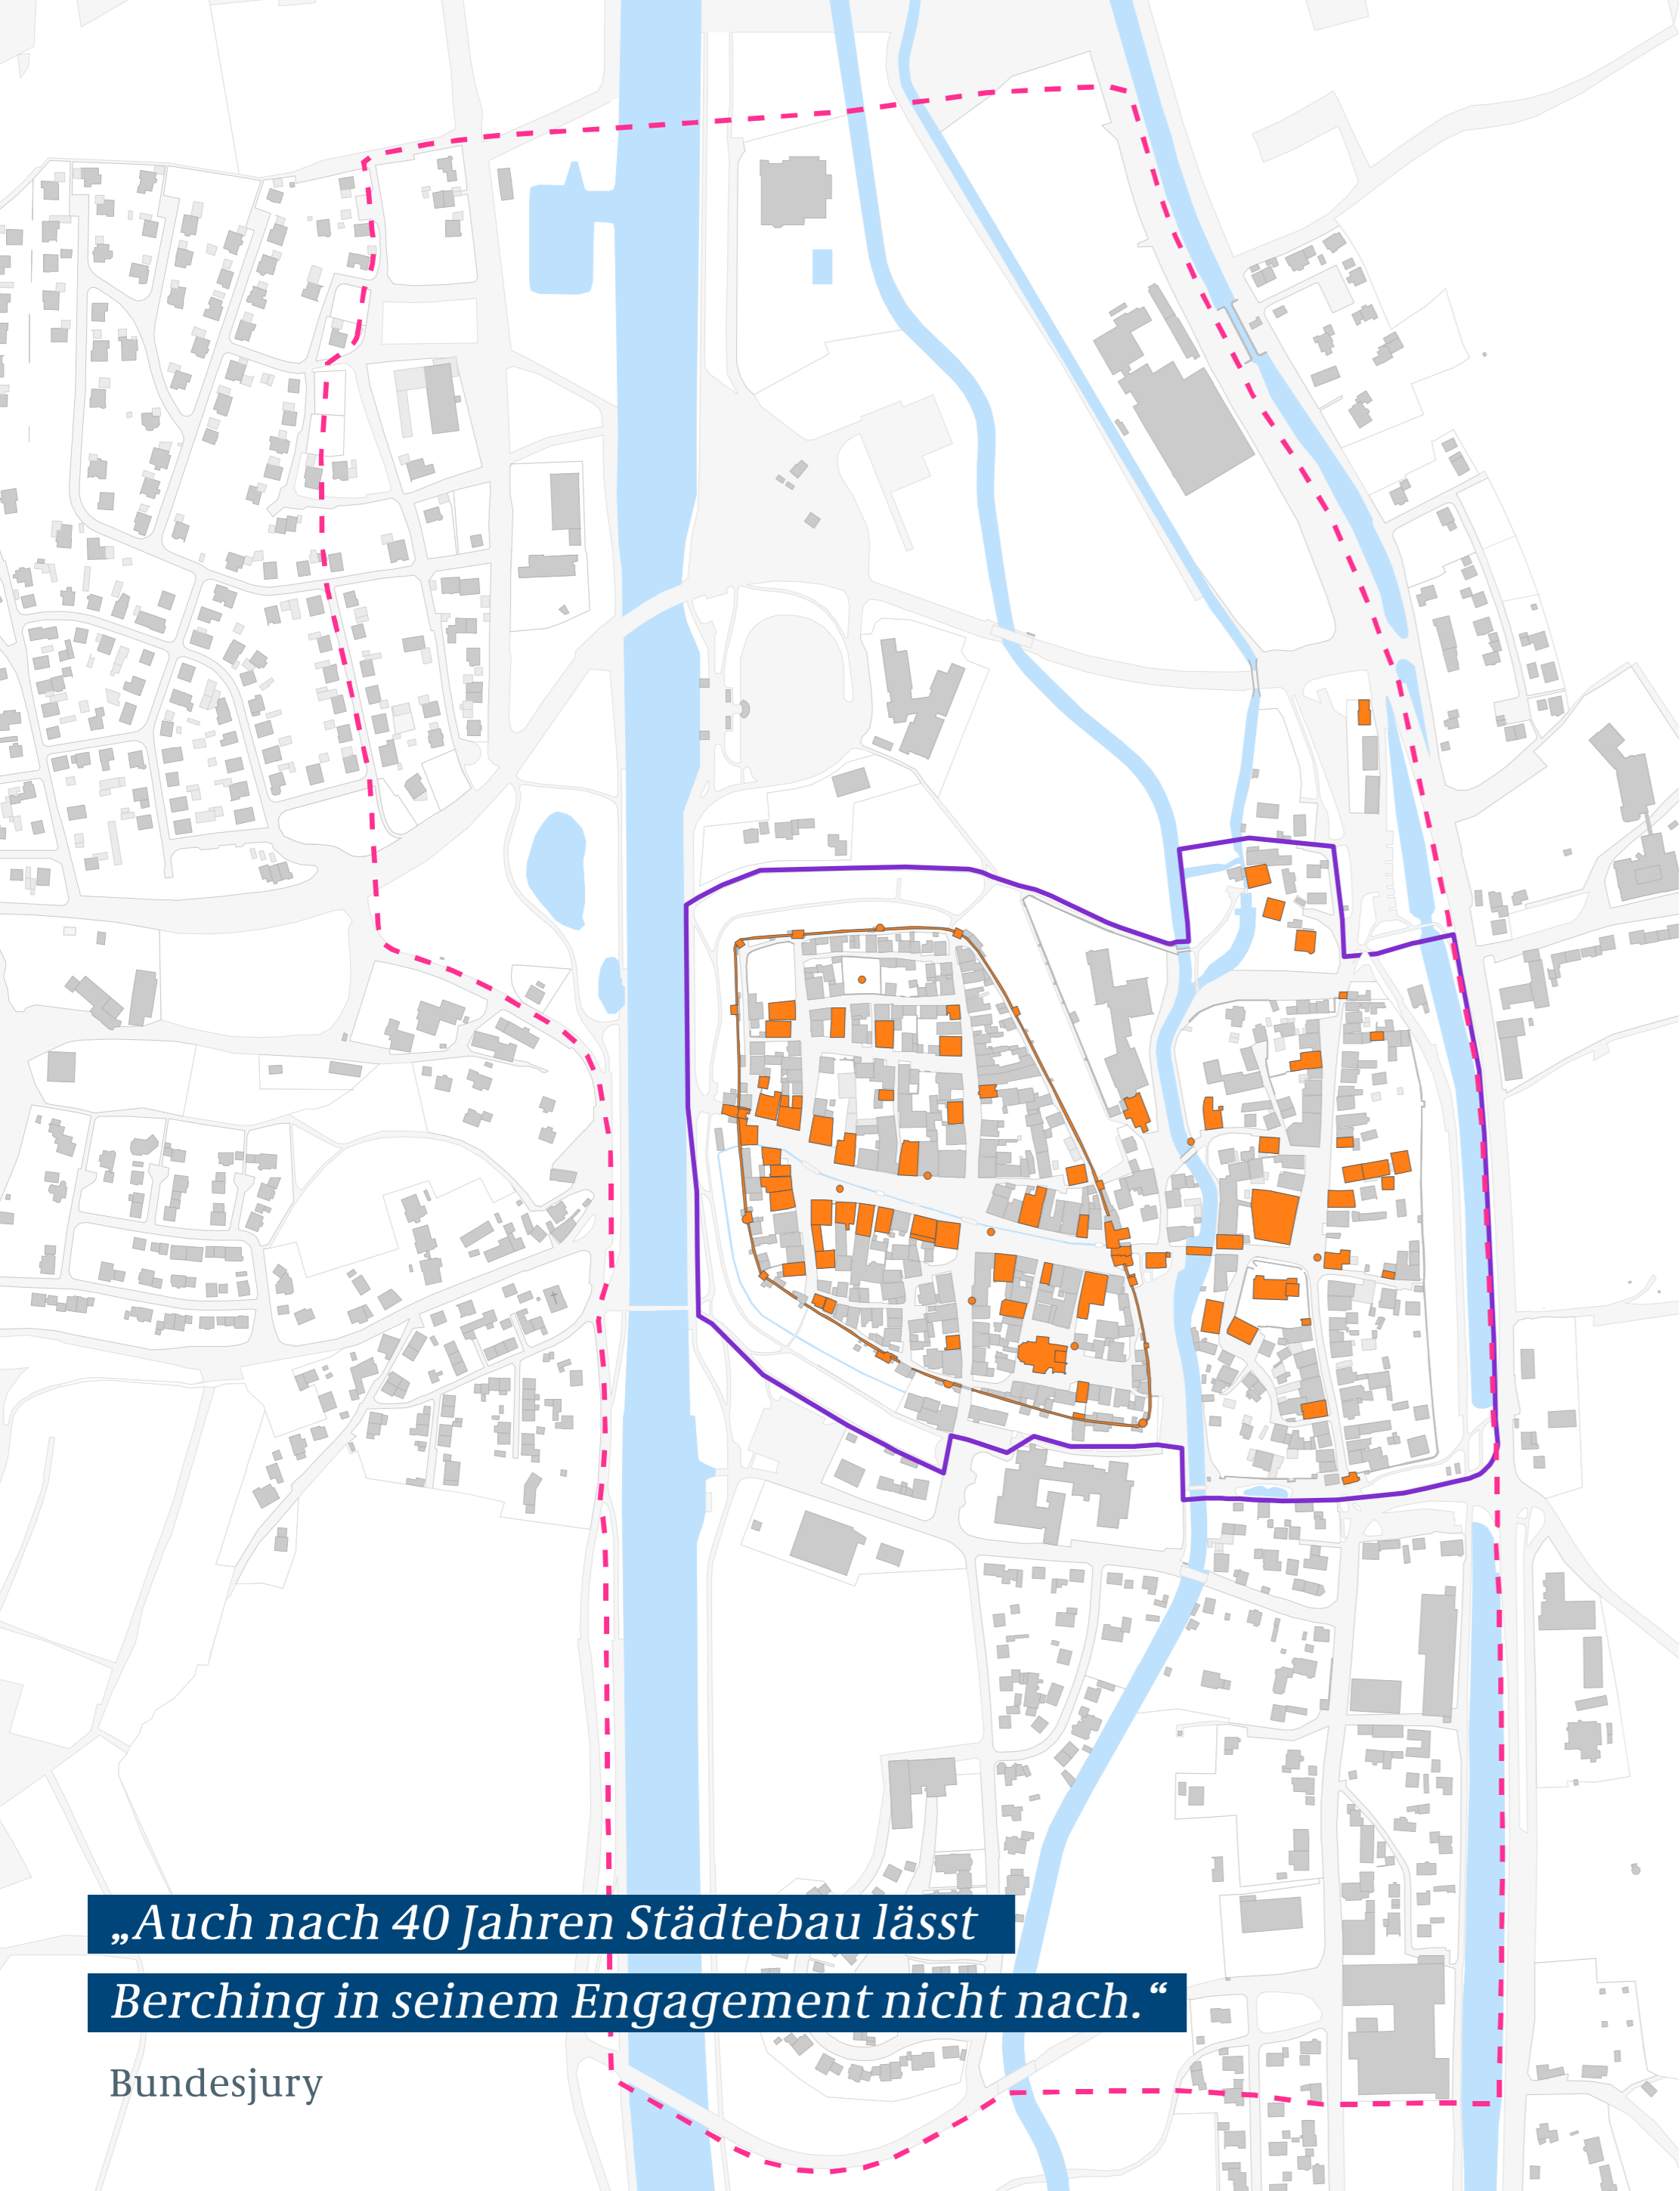 „Auch nach 40 Jahren Städtebau lässt
Berching in seinem Engagement nicht nach.“
Bundesjury